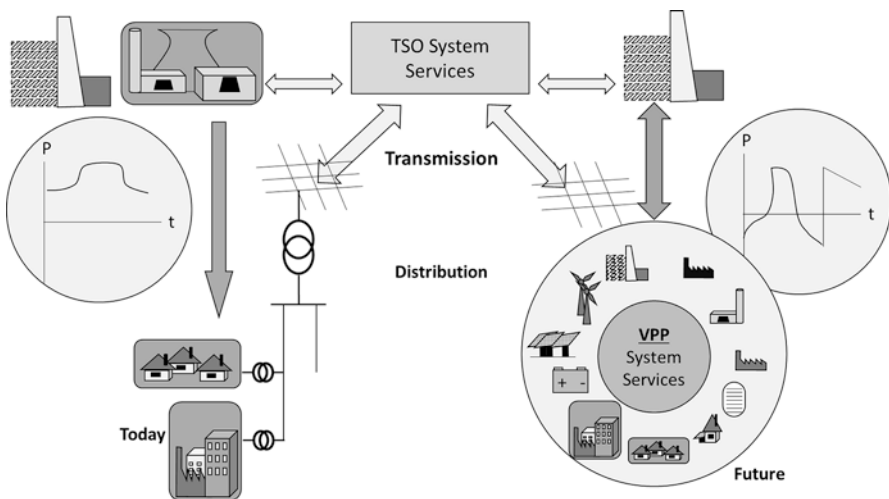 TSO System
Services
Transmission
P
t
P
t
Distribution
VPP
System
Services
+ -
Today
Future